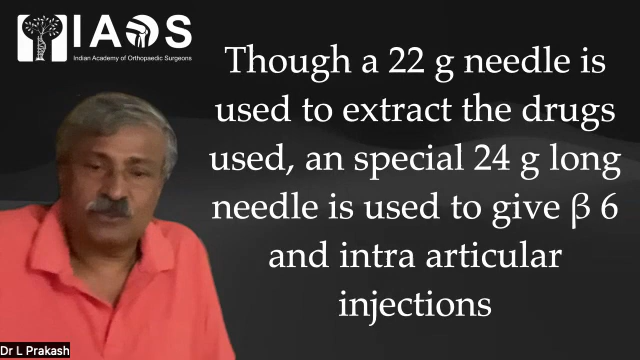 IAOS
Indian Academy of Orthopaedic Surgeons
Though a 22 g needle is
used to extract the drugs
used, an special 24 g long
needle is used to give β 6
and intra articular
injections
Dr L Prakash